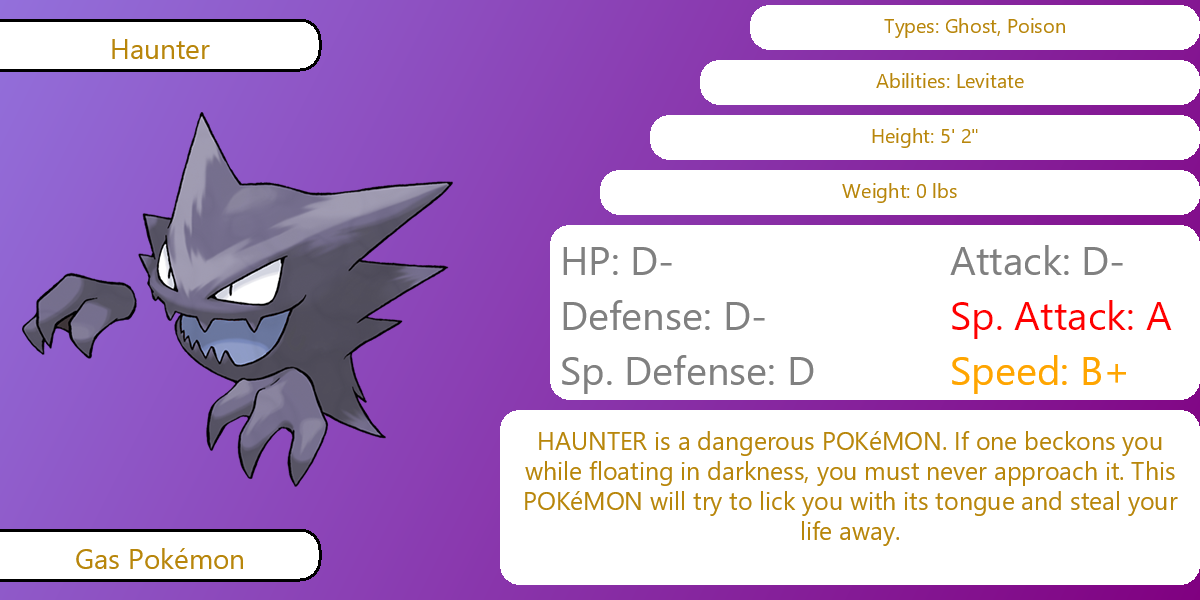 Haunter
Types: Ghost, Poison
Abilities: Levitate
Height: 5' 2"
Weight: 0 lbs
HP: D-
Attack: D-
Defense: D-
Sp. Attack: A
Sp. Defense: D
Speed: B+
HAUNTER is a dangerous POKéMON. If one beckons you
while floating in darkness, you must never approach it. This
POKéMON will try to lick you with its tongue and steal your
life away.
Gas Pokémon